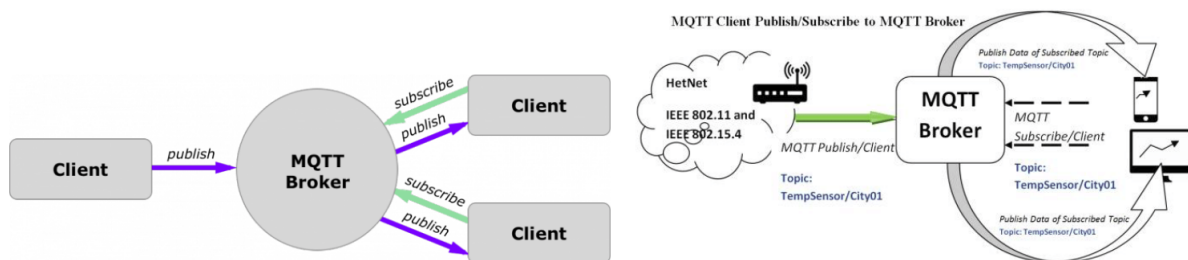 Client
publish
MQTT
Broker
subscribe
publish
Client
subscribe
publish
Client
MQTT Client Publish/Subscribe to MQTT Broker
HetNet
IEEE 802.11 and
IEEE 802.15.4
MQTT Publish/Client
Topic:
TempSensor/City01
MQTT
Broker
Publish Data of Subscribed Topic
Topic: TempSensor/City01
MQTT
Subscribe/Client
Topic:
TempSensor/City01
Publish Data of Subscribed Topic
Topic: TempSensor/City01